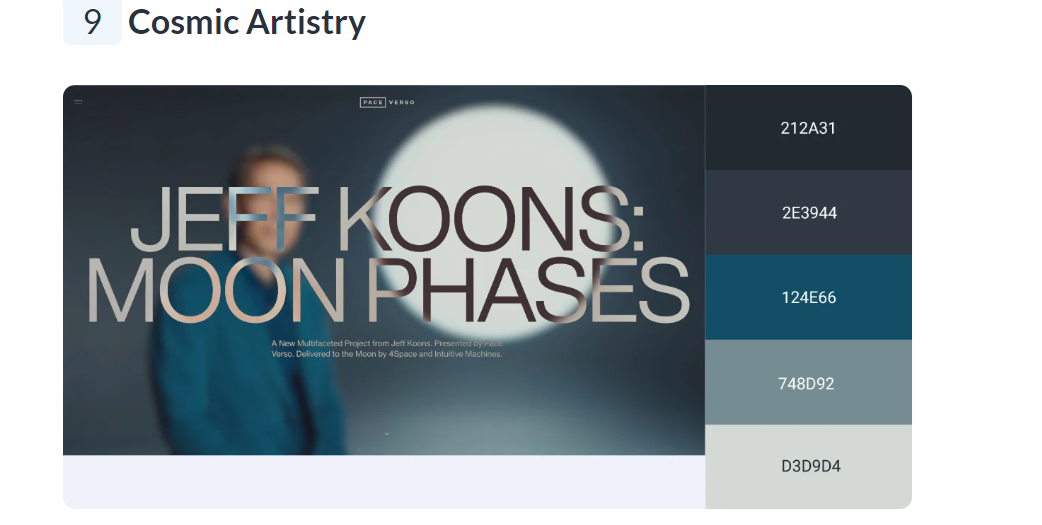 9 Cosmic Artistry
PACE VERSO
JEFF KOONS:
MOON PHASES
A New Multifaceted Project from Jeff Koons. Presented by Pace
Verso. Delivered to the Moon by 4Space and Intuitive Machines.
212A31
2E3944
124E66
748D92
D3D9D4